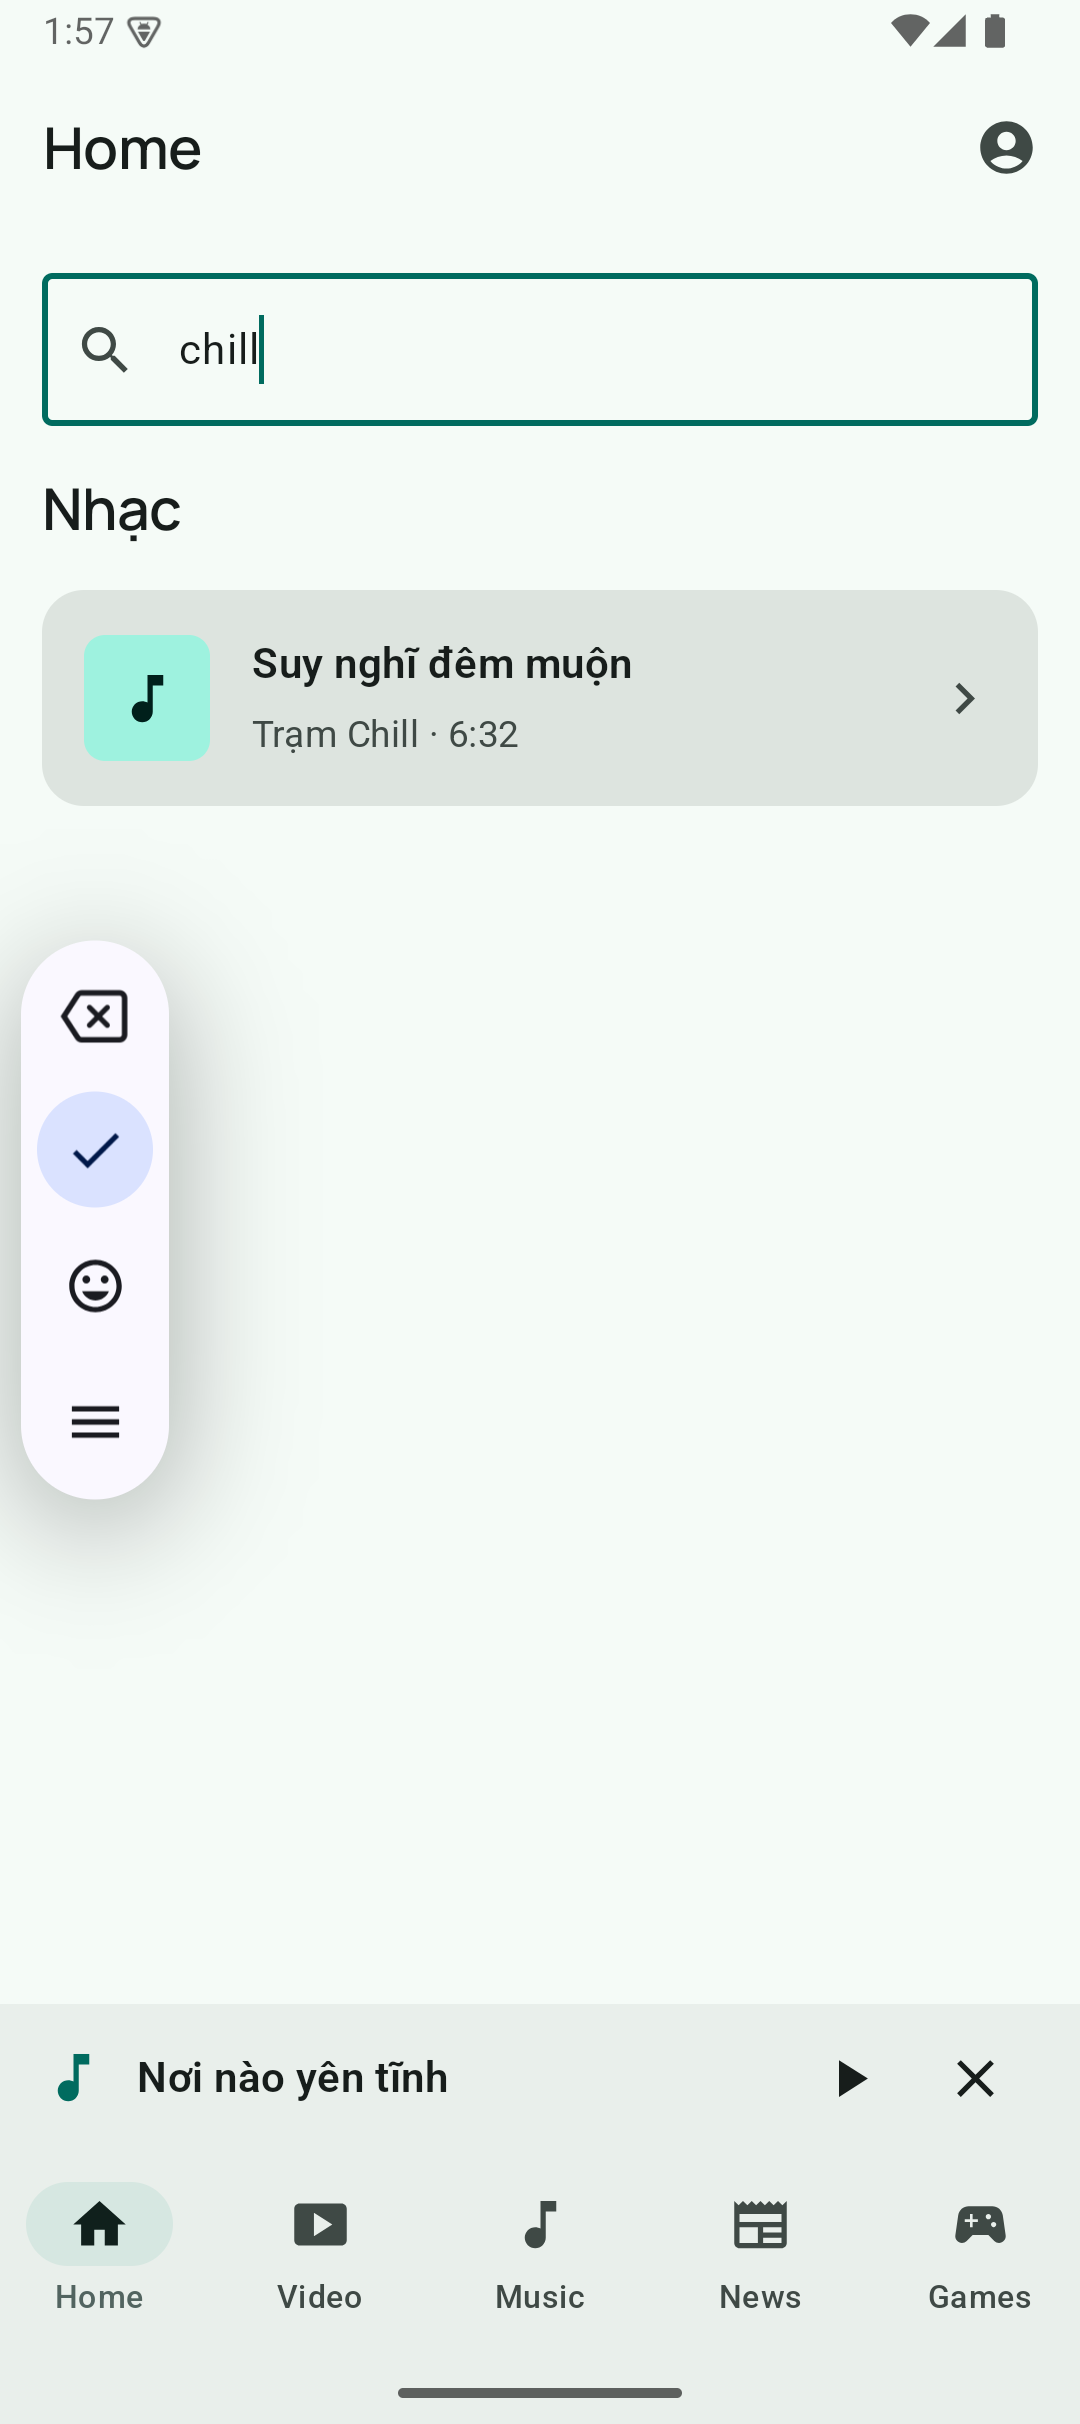 1:57
Home
chill
Nhạc
Suy nghĩ đêm muộn
Trạm Chill · 6:32
Nơi nào yên tĩnh
Home
Video
Music
News
Games